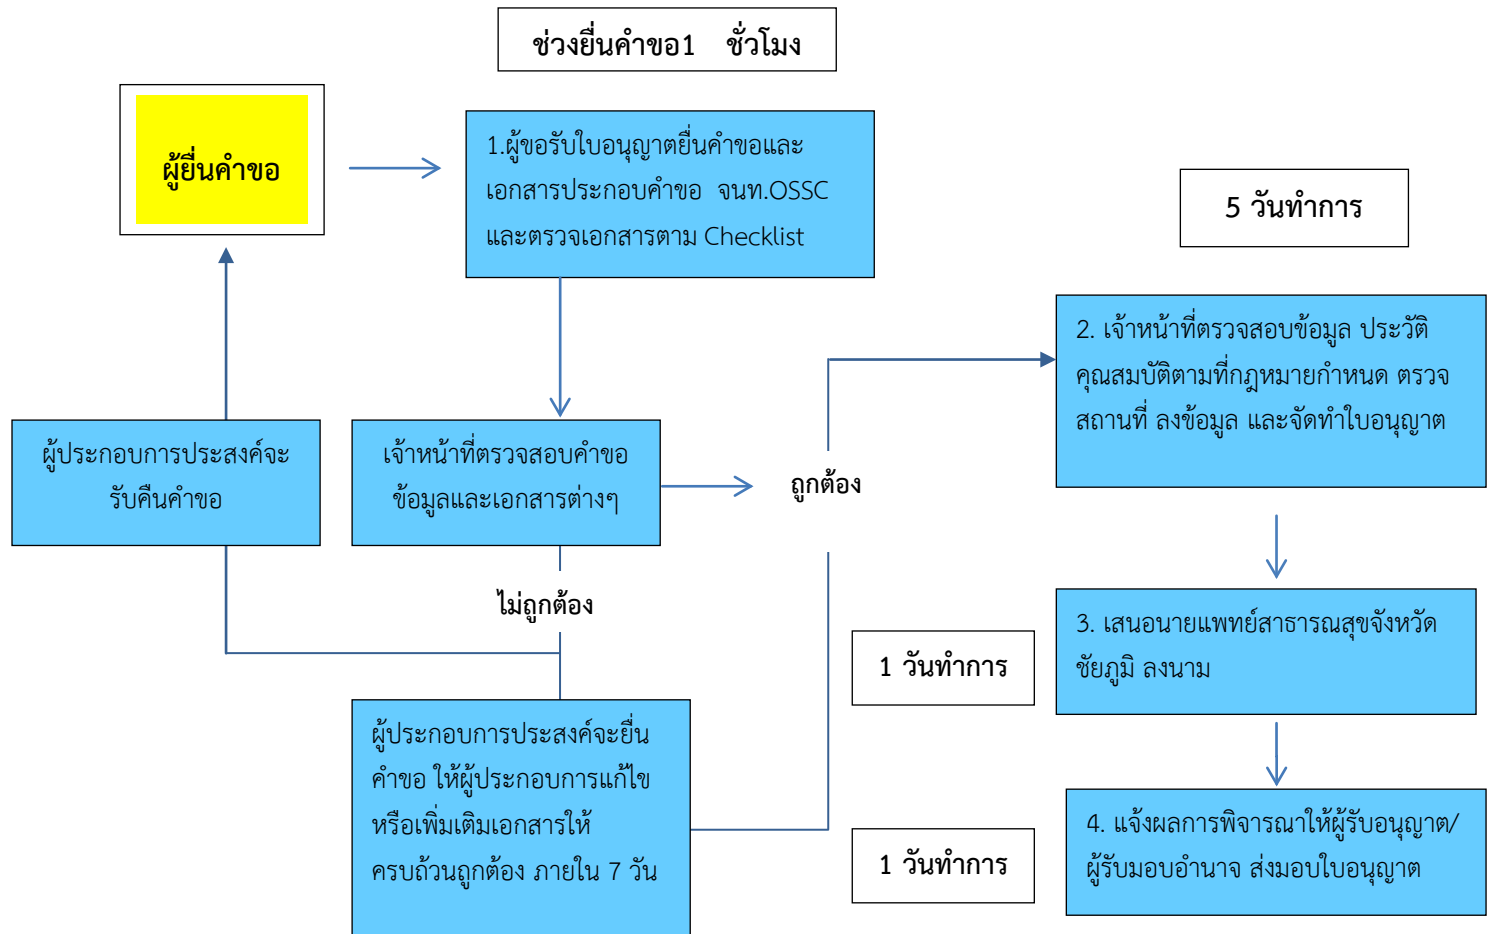 ช่วงยื่นคำขอ1 ชั่วโมง
ผู้ยื่นคำขอ
1.ผู้ขอรับใบอนุญาตยื่นคำขอและ
เอกสารประกอบคำขอ จนท.OSSC
และตรวจเอกสารตาม Checklist
5 วันทำการ
2. เจ้าหน้าที่ตรวจสอบข้อมูล ประวัติ
คุณสมบัติตามที่กฎหมายกำหนด ตรวจ
สถานที่ ลงข้อมูล และจัดทำใบอนุญาต
ผู้ประกอบการประสงค์จะ
รับคืนคำขอ
เจ้าหน้าที่ตรวจสอบคำขอ
ข้อมูลและเอกสารต่างๆ
ถูกต้อง
ไม่ถูกต้อง
1 วันทำการ
3. เสนอนายแพทย์สาธารณสุขจังหวัด
ชัยภูมิ ลงนาม
ผู้ประกอบการประสงค์จะยื่น
คำขอ ให้ผู้ประกอบการแก้ไข
หรือเพิ่มเติมเอกสารให้
ครบถ้วนถูกต้อง ภายใน 7 วัน
1 วันทำการ
4. แจ้งผลการพิจารณาให้ผู้รับอนุญาต/
ผู้รับมอบอำนาจ ส่งมอบใบอนุญาต